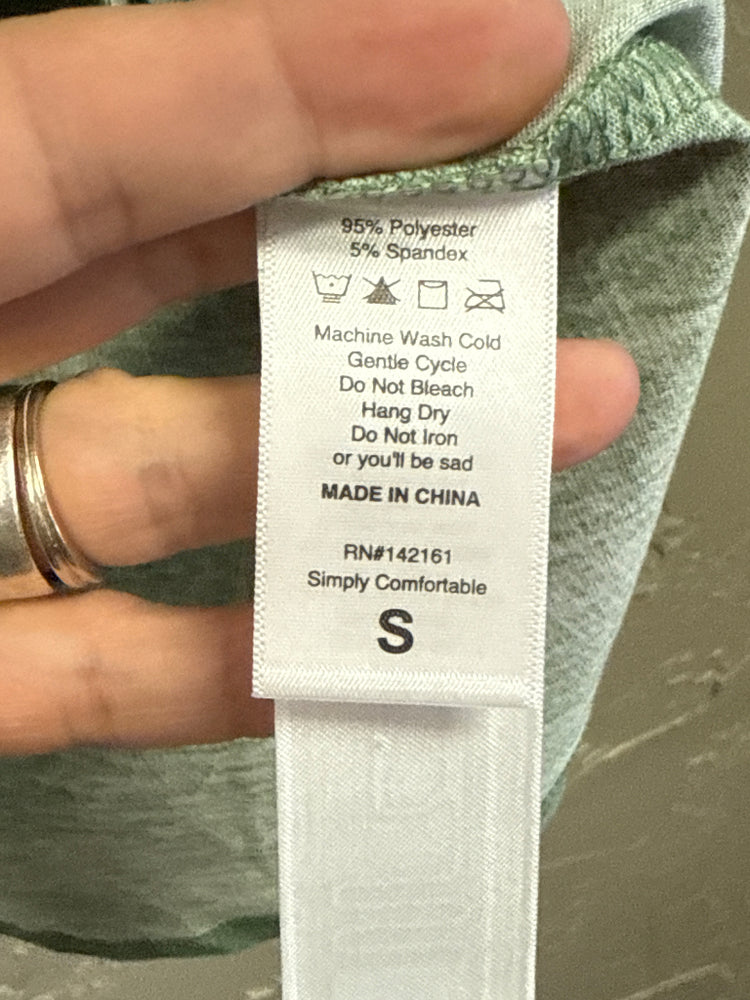 95% Polyester
5% Spandex
Machine Wash Cold
Gentle Cycle
Do Not Bleach
Hang Dry
Do Not Iron
or you'll be sad
MADE IN CHINA
RN#142161
Simply Comfortable
S